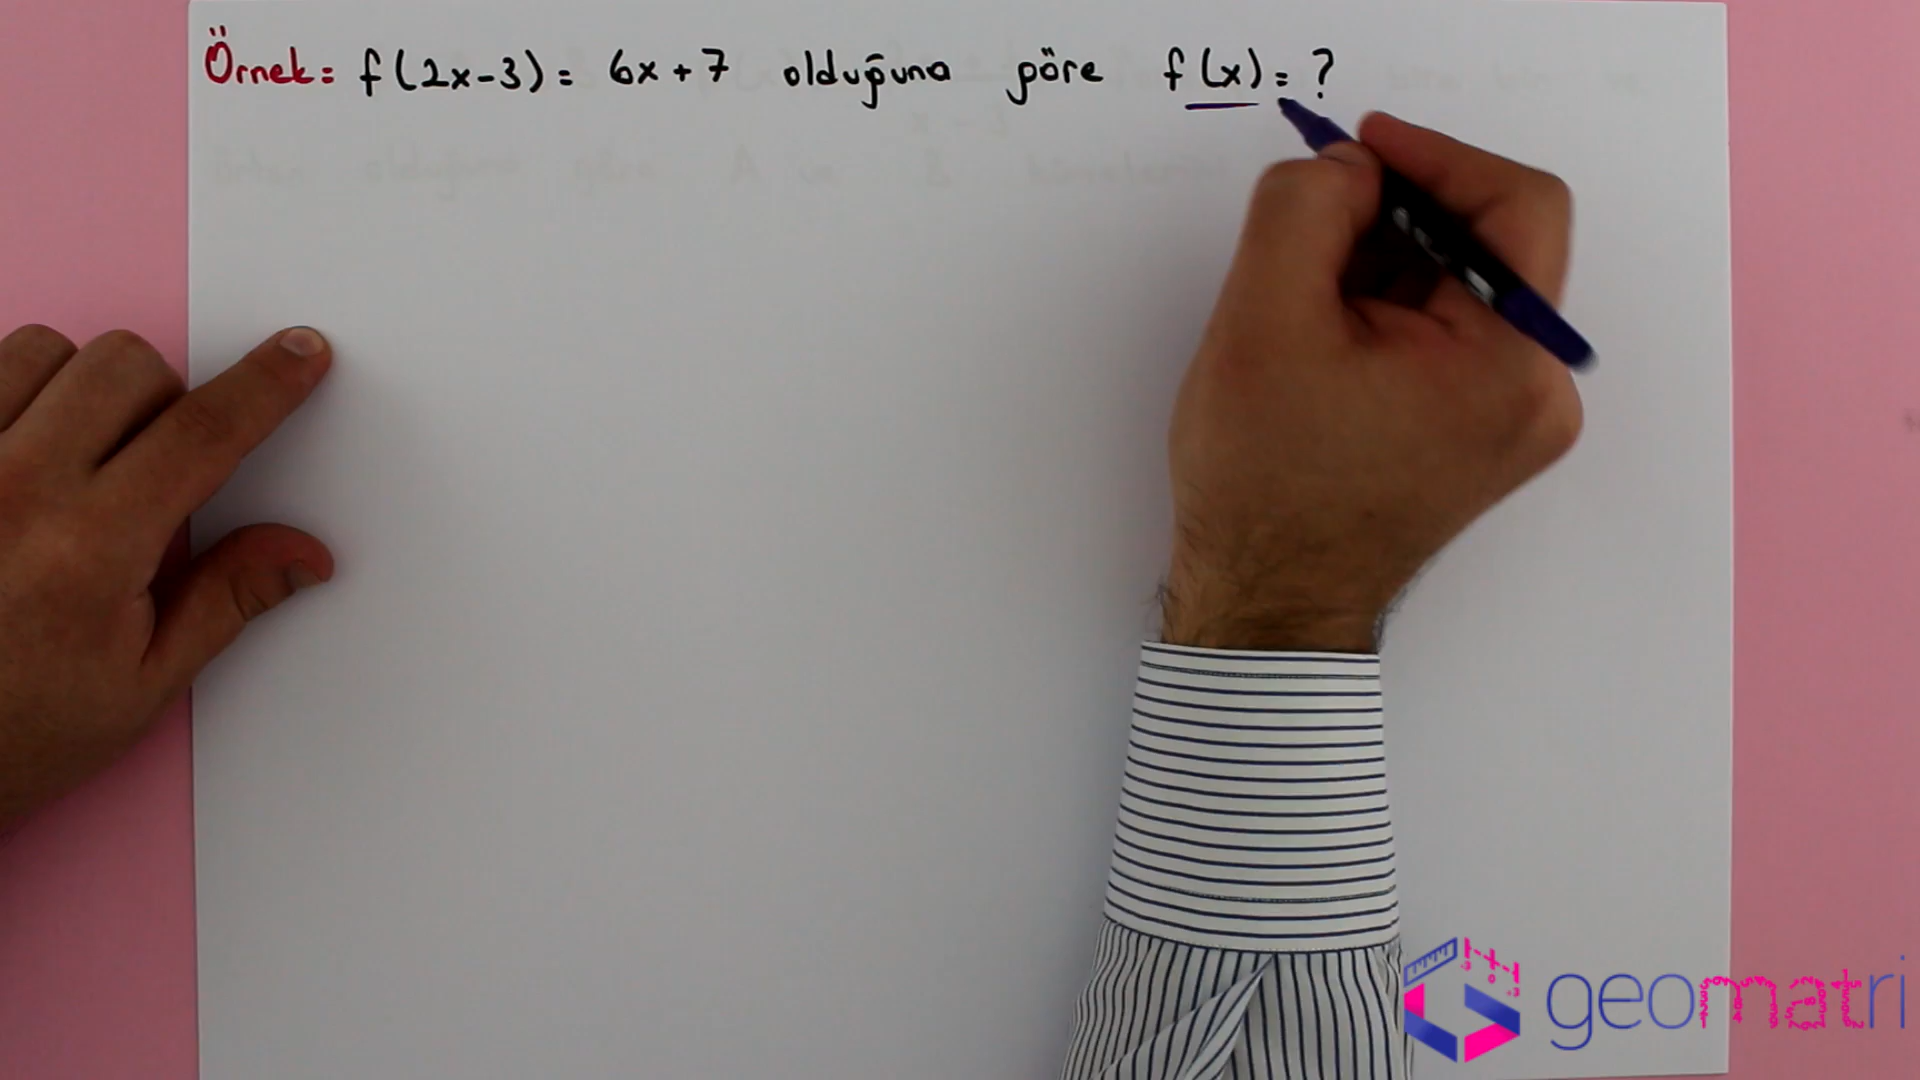 Örnek: f(2x-3) = 6x+7 olduğuna göre f(x) = ?
geomatri